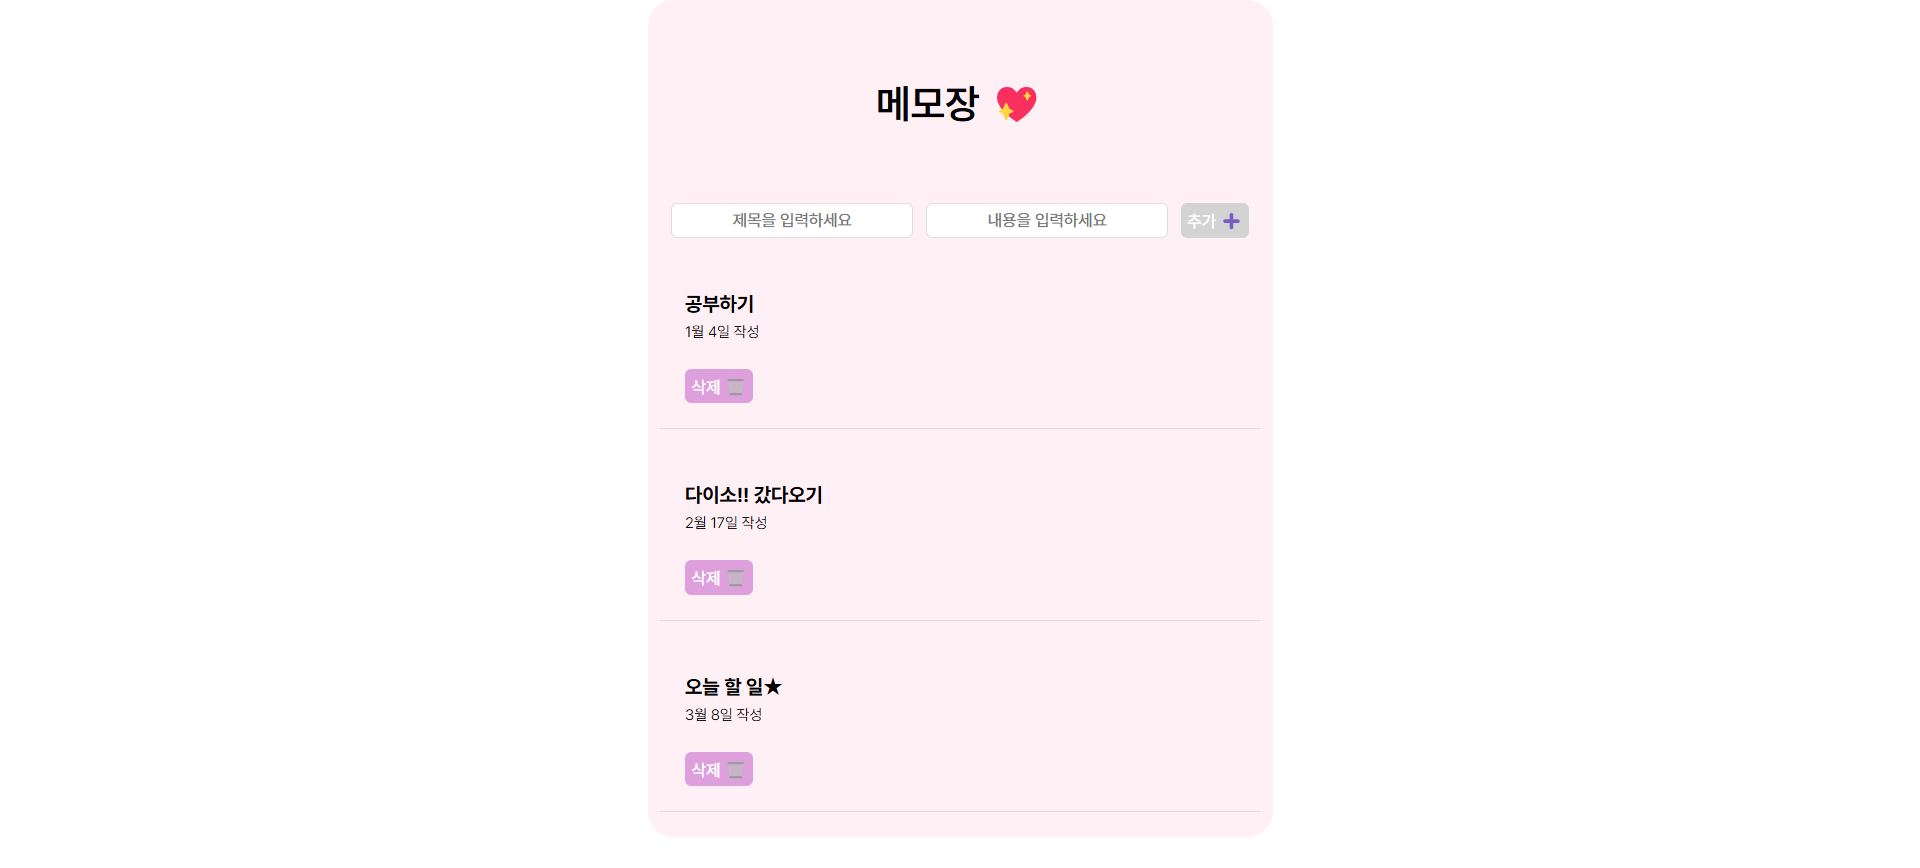 메모장 💖
제목을 입력하세요 내용을 입력하세요 추가 ➕
공부하기
1월 4일 작성
삭제 🗑️
다이소!! 갔다오기
2월 17일 작성
삭제 🗑️
오늘 할 일★
3월 8일 작성
삭제 🗑️